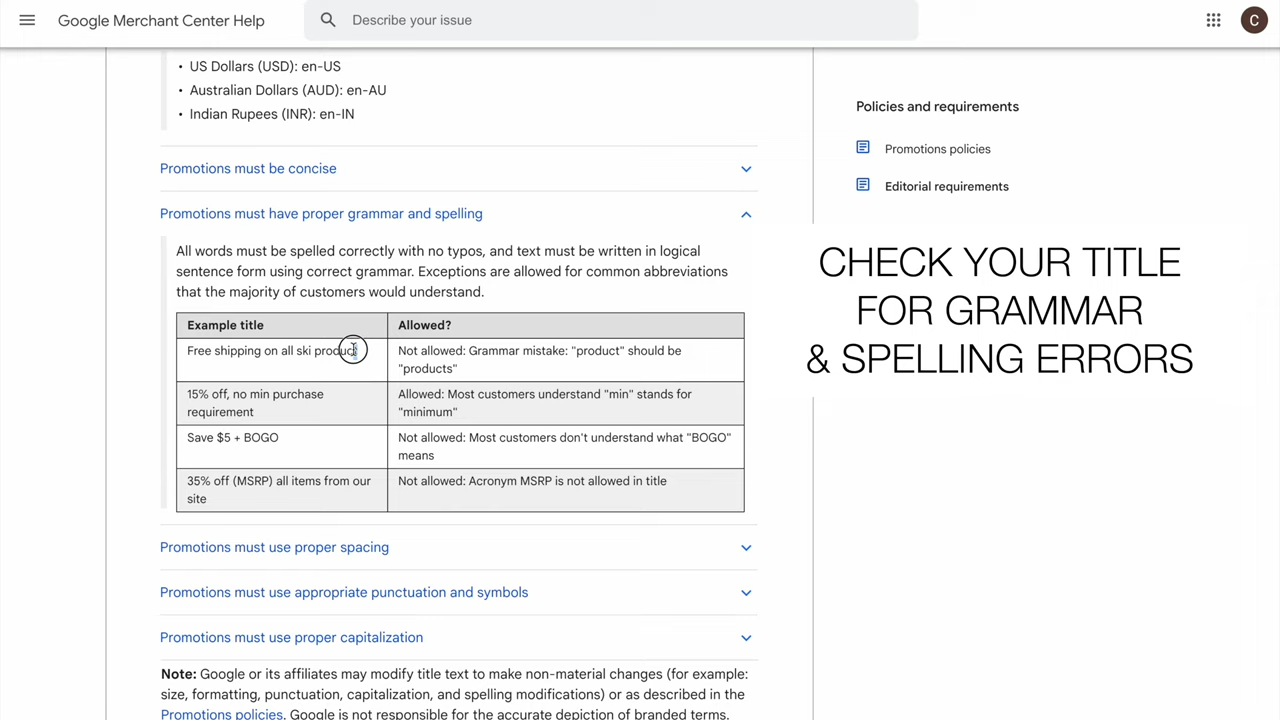 Google Merchant Center Help
Describe your issue
C
• US Dollars (USD): en-US
• Australian Dollars (AUD): en-AU
• Indian Rupees (INR): en-IN
Promotions must be concise
Promotions must have proper grammar and spelling
All words must be spelled correctly with no typos, and text must be written in logical
sentence form using correct grammar. Exceptions are allowed for common abbreviations
that the majority of customers would understand.
Example title
Allowed?
Free shipping on all ski product
Not allowed: Grammar mistake: "product" should be
"products"
15% off, no min purchase
requirement
Allowed: Most customers understand "min" stands for
"minimum"
Save $5 + BOGO
Not allowed: Most customers don't understand what "BOGO"
means
35% off (MSRP) all items from our
site
Not allowed: Acronym MSRP is not allowed in title
Promotions must use proper spacing
Promotions must use appropriate punctuation and symbols
Promotions must use proper capitalization
Note: Google or its affiliates may modify title text to make non-material changes (for example:
size, formatting, punctuation, capitalization, and spelling modifications) or as described in the
Promotions policies. Google is not responsible for the accurate depiction of branded terms.
Policies and requirements
Promotions policies
Editorial requirements
CHECK YOUR TITLE
FOR GRAMMAR
& SPELLING ERRORS